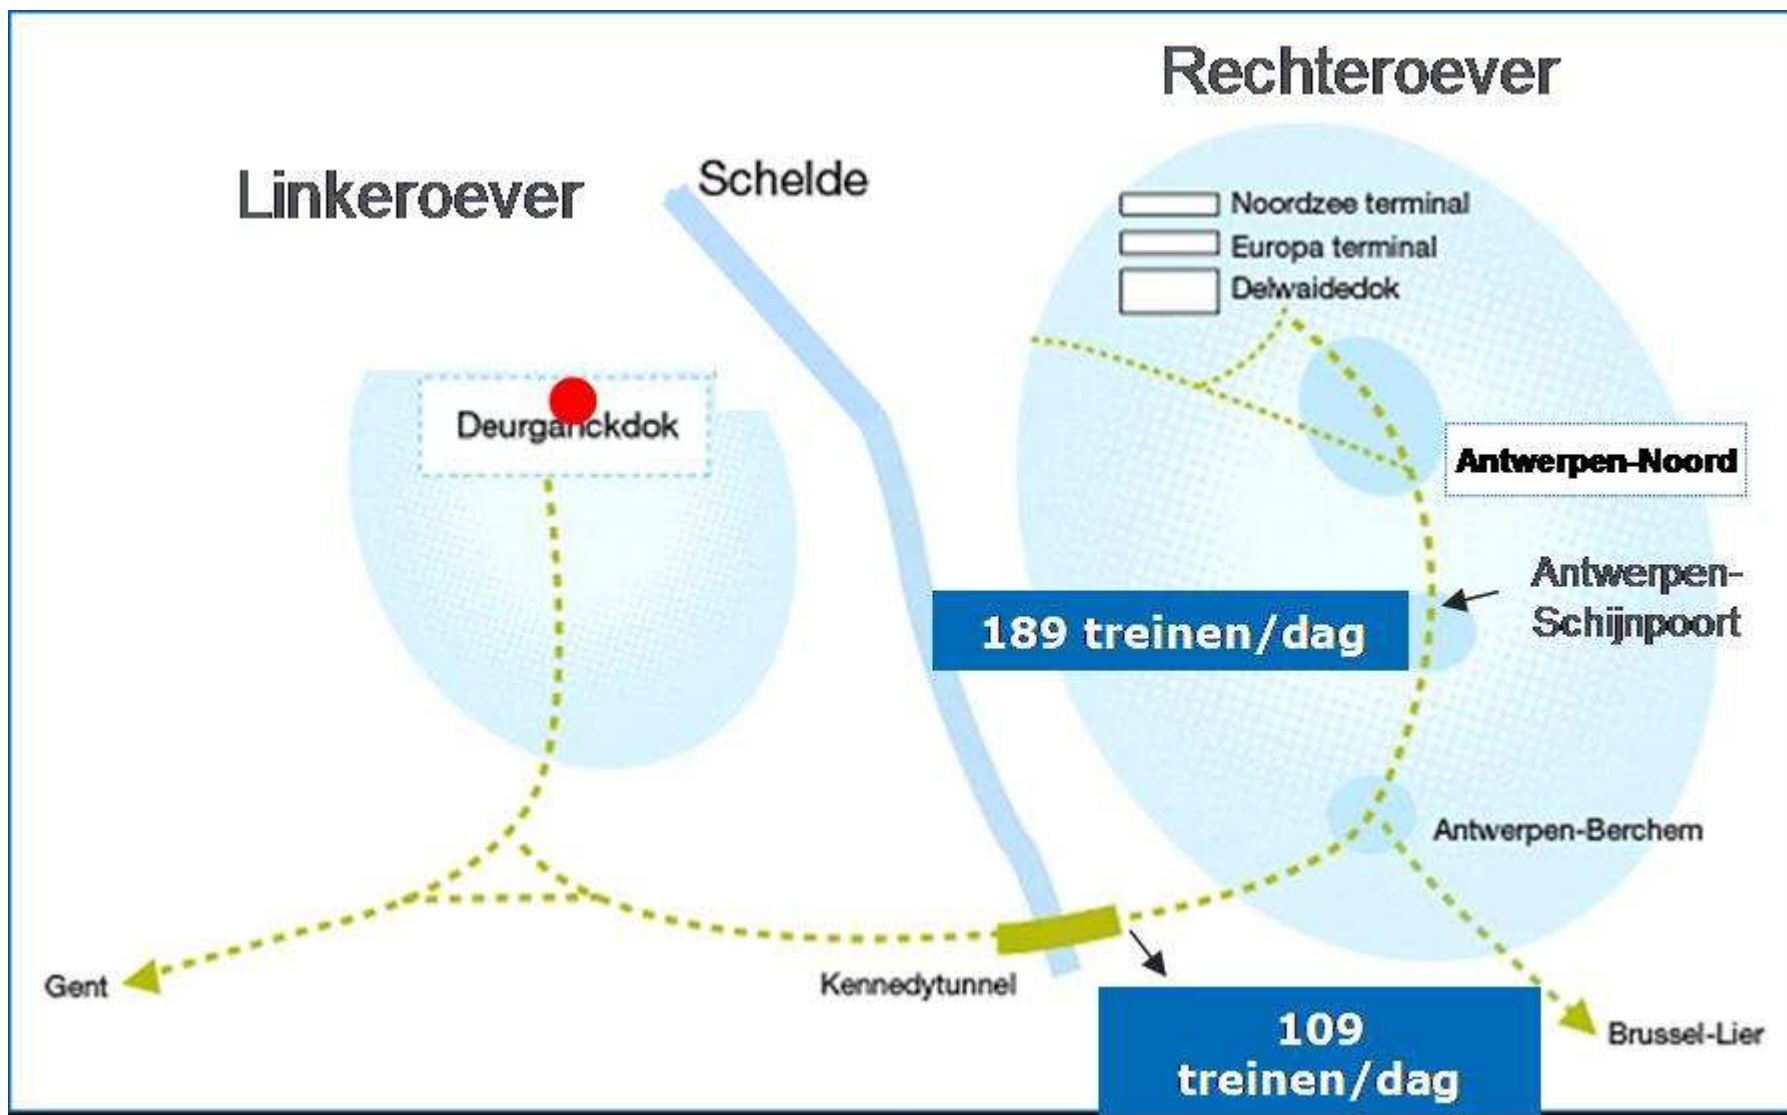 Rechteroever
Linkeroever
Schelde
Noordzee terminal
Europa terminal
Delwaidedok
Deurganckdok
Antwerpen-Noord
Antwerpen-
Schijnpoort
189 treinen/dag
Antwerpen-Berchem
Kennedytunnel
Gent
109
treinen/dag
Brussel-Lier